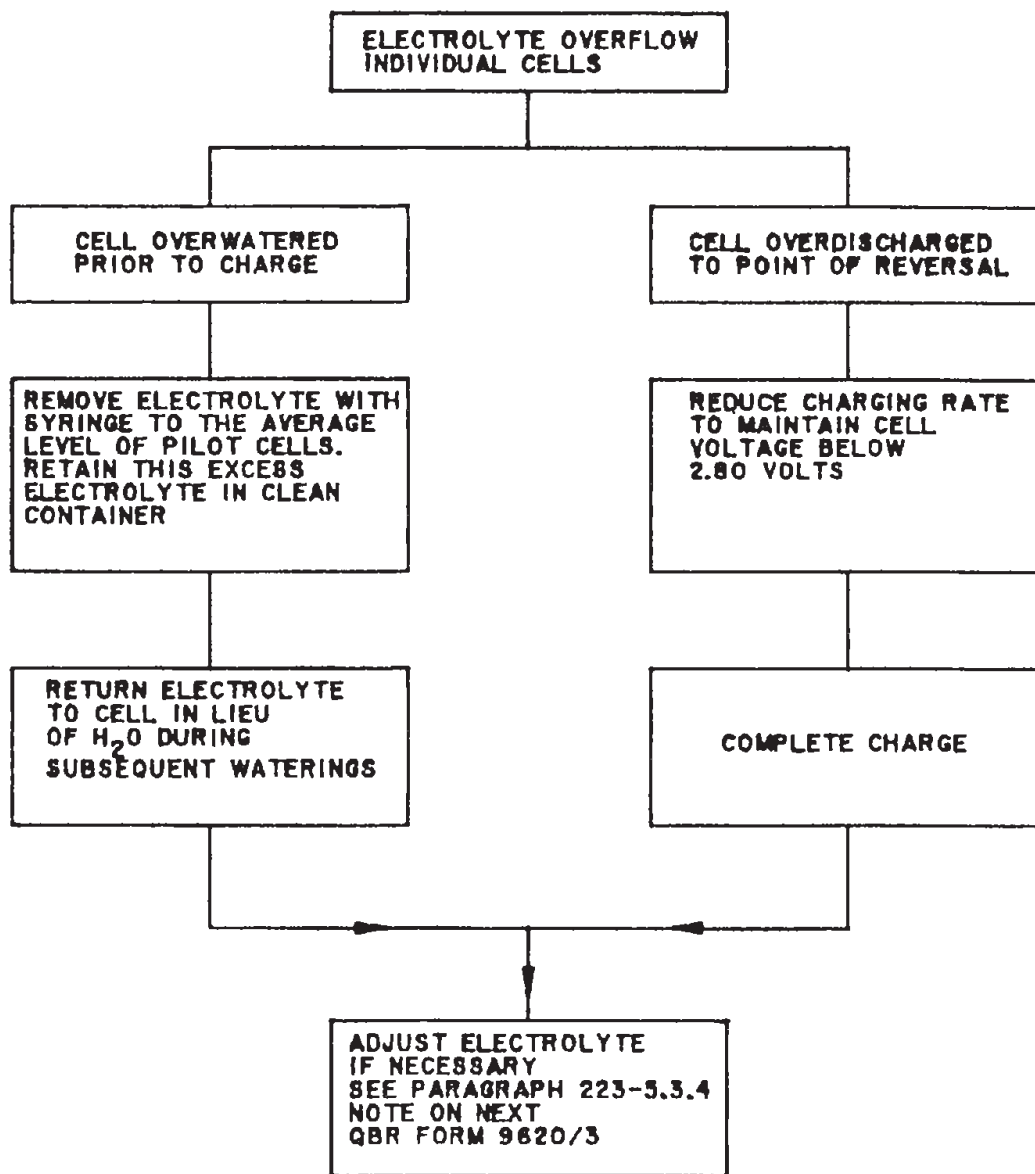 ELECTROLYTE OVERFLOW
INDIVIDUAL CELLS
CELL OVERWATERED
PRIOR TO CHARGE
REMOVE ELECTROLYTE WITH
SYRINGE TO THE AVERAGE
LEVEL OF PILOT CELLS.
RETAIN THIS EXCESS
ELECTROLYTE IN CLEAN
CONTAINER
RETURN ELECTROLYTE
TO CELL IN LIEU
OF H₂O DURING
SUBSEQUENT WATERINGS
CELL OVERDISCHARGED
TO POINT OF REVERSAL
REDUCE CHARGING RATE
TO MAINTAIN CELL
VOLTAGE BELOW
2.80 VOLTS
COMPLETE CHARGE
ADJUST ELECTROLYTE
IF NECESSARY
SEE PARAGRAPH 223-5.3.4
NOTE ON NEXT
QBR FORM 9620/3